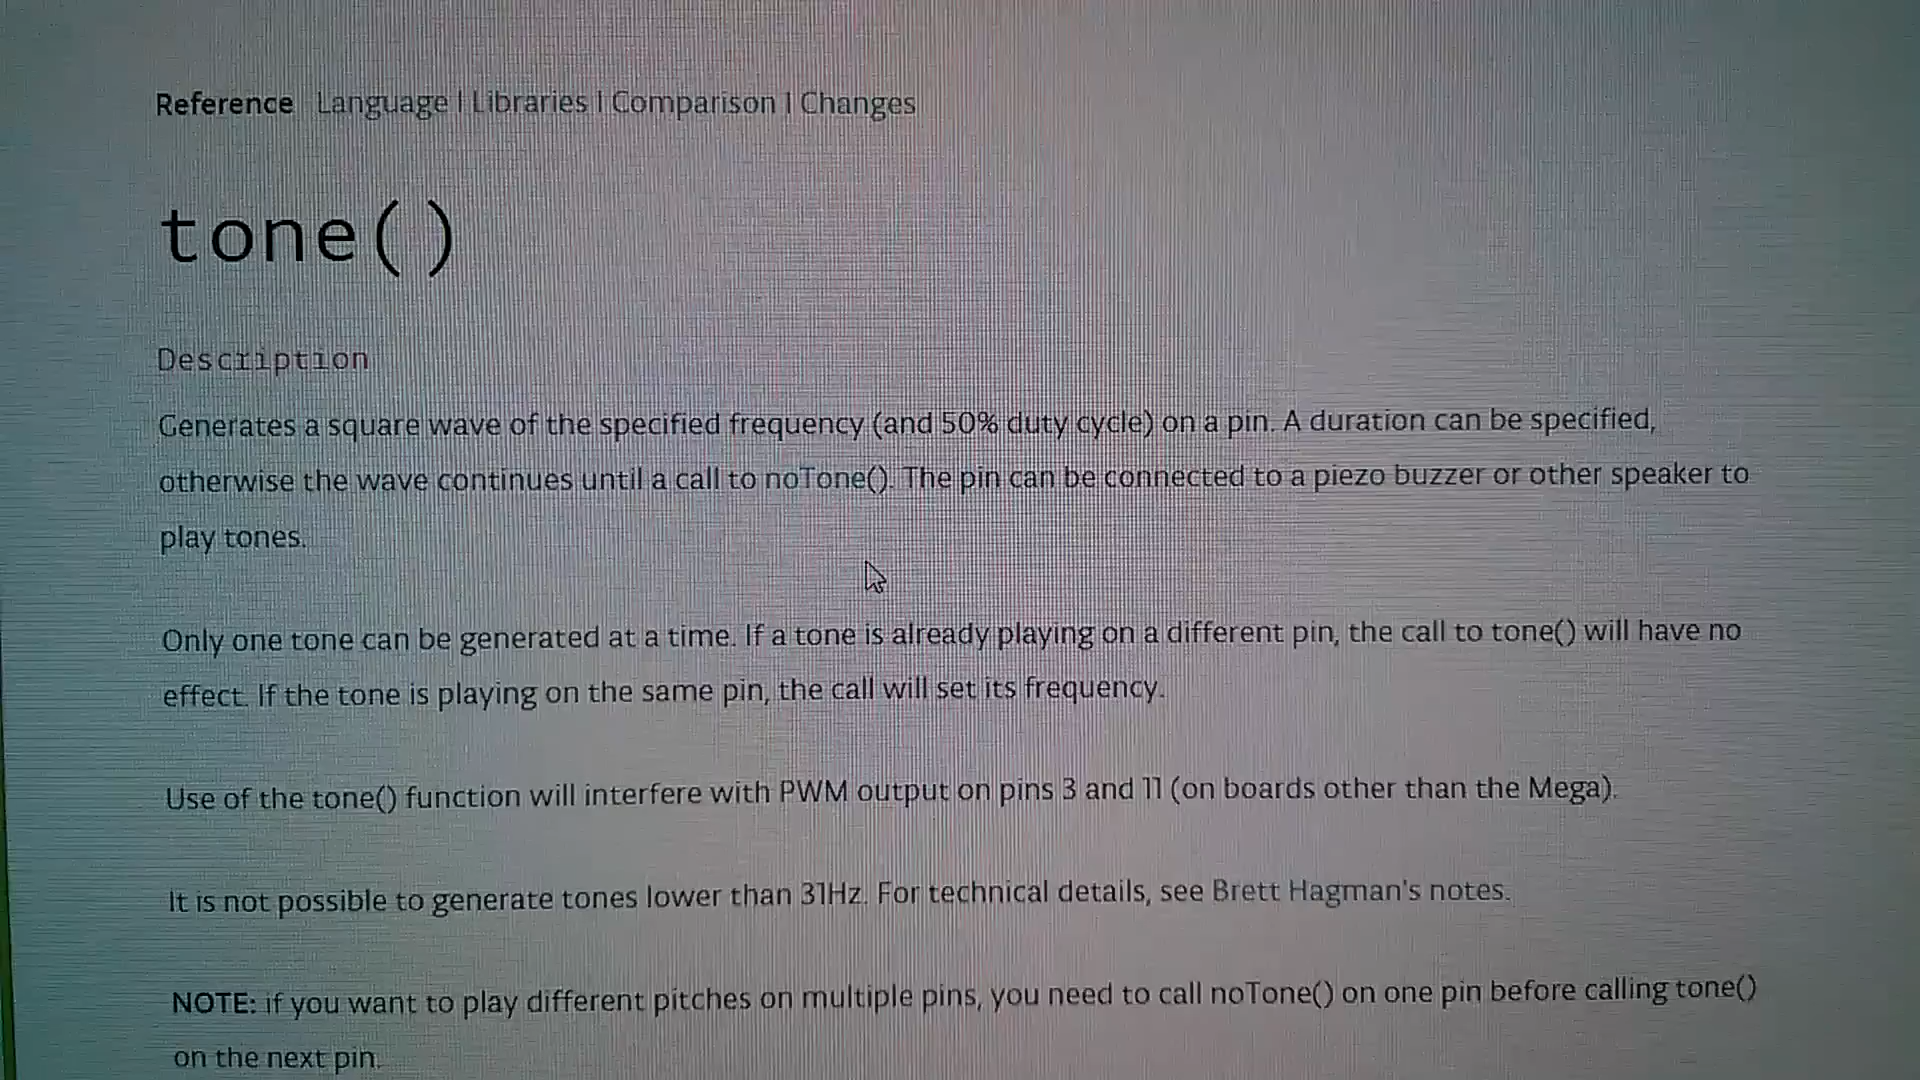 Reference Language | Libraries | Comparison | Changes
tone()
Description
Generates a square wave of the specified frequency (and 50% duty cycle) on a pin. A duration can be specified,
otherwise the wave continues until a call to noTone(). The pin can be connected to a piezo buzzer or other speaker to
play tones.
Only one tone can be generated at a time. If a tone is already playing on a different pin, the call to tone() will have no
effect. If the tone is playing on the same pin, the call will set its frequency.
Use of the tone() function will interfere with PWM output on pins 3 and 11 (on boards other than the Mega).
It is not possible to generate tones lower than 31Hz. For technical details, see Brett Hagman's notes.
NOTE: if you want to play different pitches on multiple pins, you need to call noTone() on one pin before calling tone()
on the next pin.